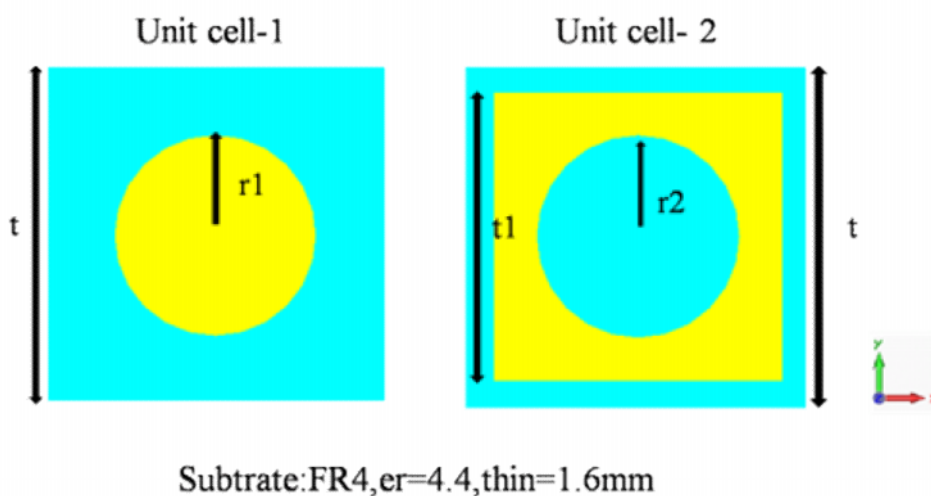 Unit cell-1
Unit cell- 2
t
r1
t1
r2
t
y
Subtrate:FR4,er=4.4,thin=1.6mm